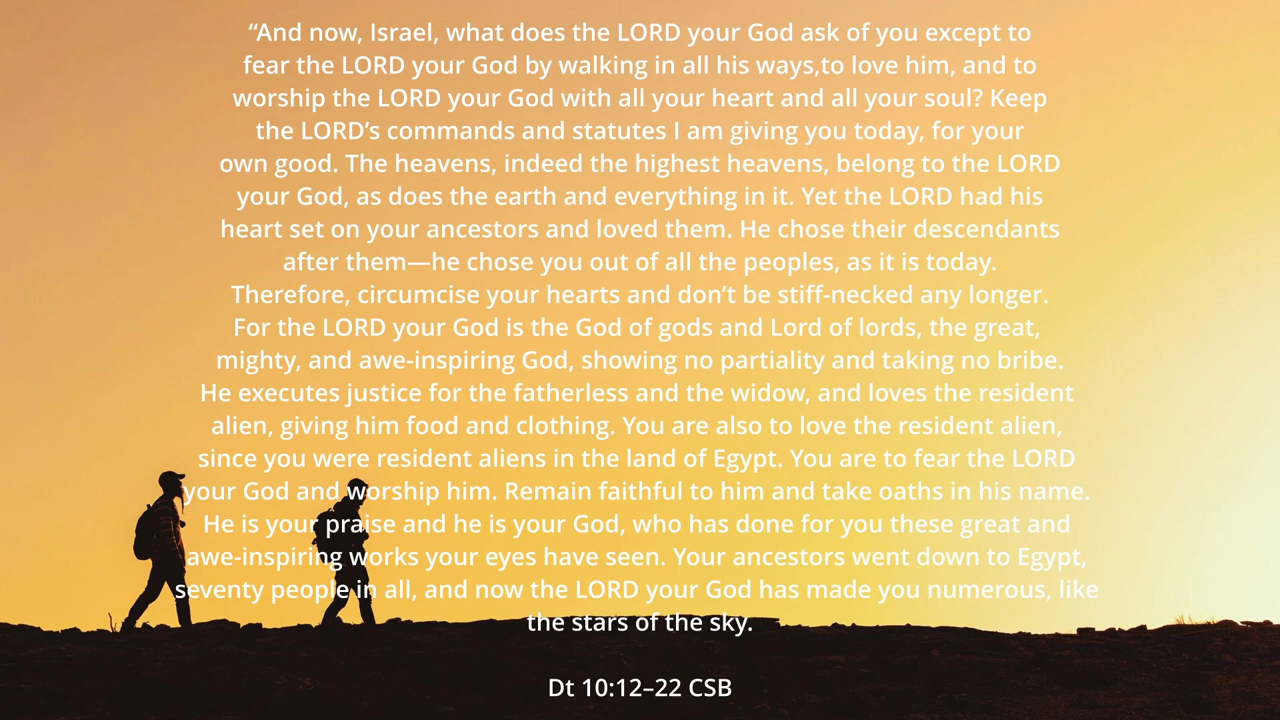 “And now, Israel, what does the LORD your God ask of you except to
fear the LORD your God by walking in all his ways,to love him, and to
worship the LORD your God with all your heart and all your soul? Keep
the LORD’s commands and statutes I am giving you today, for your
own good. The heavens, indeed the highest heavens, belong to the LORD
your God, as does the earth and everything in it. Yet the LORD had his
heart set on your ancestors and loved them. He chose their descendants
after them—he chose you out of all the peoples, as it is today.
Therefore, circumcise your hearts and don’t be stiff-necked any longer.
For the LORD your God is the God of gods and Lord of lords, the great,
mighty, and awe-inspiring God, showing no partiality and taking no bribe.
He executes justice for the fatherless and the widow, and loves the resident
alien, giving him food and clothing. You are also to love the resident alien,
since you were resident aliens in the land of Egypt. You are to fear the LORD
your God and worship him. Remain faithful to him and take oaths in his name.
He is your praise and he is your God, who has done for you these great and
awe-inspiring works your eyes have seen. Your ancestors went down to Egypt,
seventy people in all, and now the LORD your God has made you numerous, like
the stars of the sky.
Dt 10:12–22 CSB